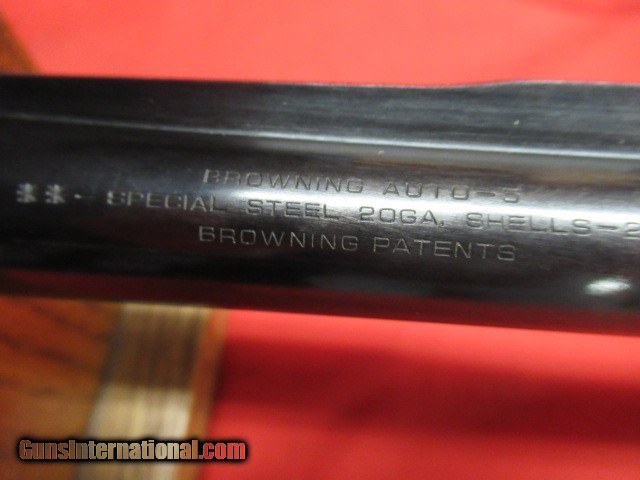 BROWNING AUTO-5
**- SPECIAL STEEL 20GA. SHELLS-2
BROWNING PATENTS
GunsInternational.com